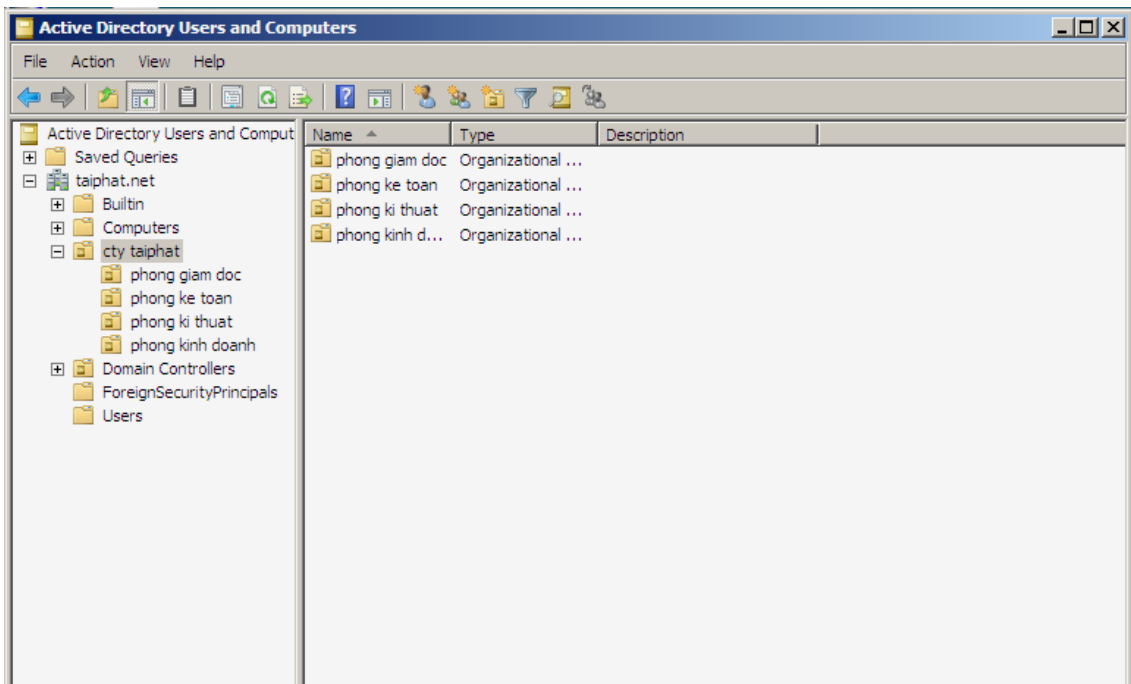 Active Directory Users and Computers
File Action View Help
Active Directory Users and Comput
Saved Queries
taiphat.net
Builtin
Computers
cty taiphat
phong giam doc
phong ke toan
phong ki thuat
phong kinh doanh
Domain Controllers
ForeignSecurityPrincipals
Users
Name Type Description
phong giam doc Organizational ...
phong ke toan Organizational ...
phong ki thuat Organizational ...
phong kinh d... Organizational ...